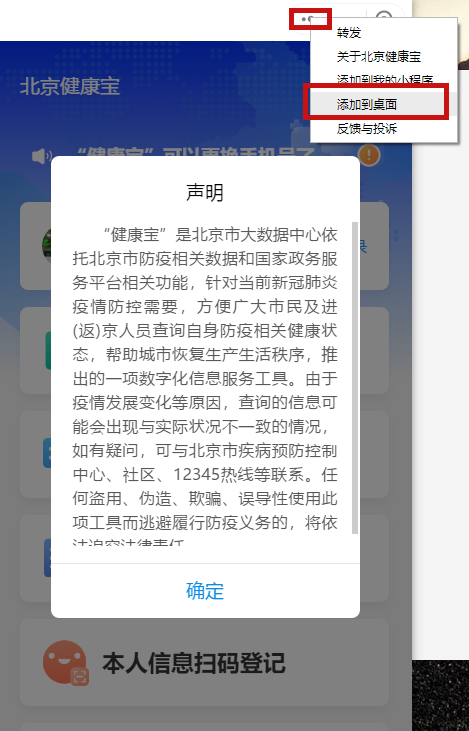 转发
关于北京健康宝
添加到我的小程序
添加到桌面
反馈与投诉
北京健康宝
“健康宝”可以更换手机号了
声明
“健康宝”是北京市大数据中心依
托北京市防疫相关数据和国家政务服
务平台相关功能，针对当前新冠肺炎
疫情防控需要，方便广大市民及进
(返)京人员查询自身防疫相关健康状
态，帮助城市恢复生产生活秩序，推
出的一项数字化信息服务工具。由于
疫情发展变化等原因，查询的信息可
能会出现与实际状况不一致的情况，
如有疑问，可与北京市疾病预防控制
中心、社区、12345热线等联系。任
何盗用、伪造、欺骗、误导性使用此
项工具而逃避履行防疫义务的，将依
法追究法律责任
确定
本人信息扫码登记